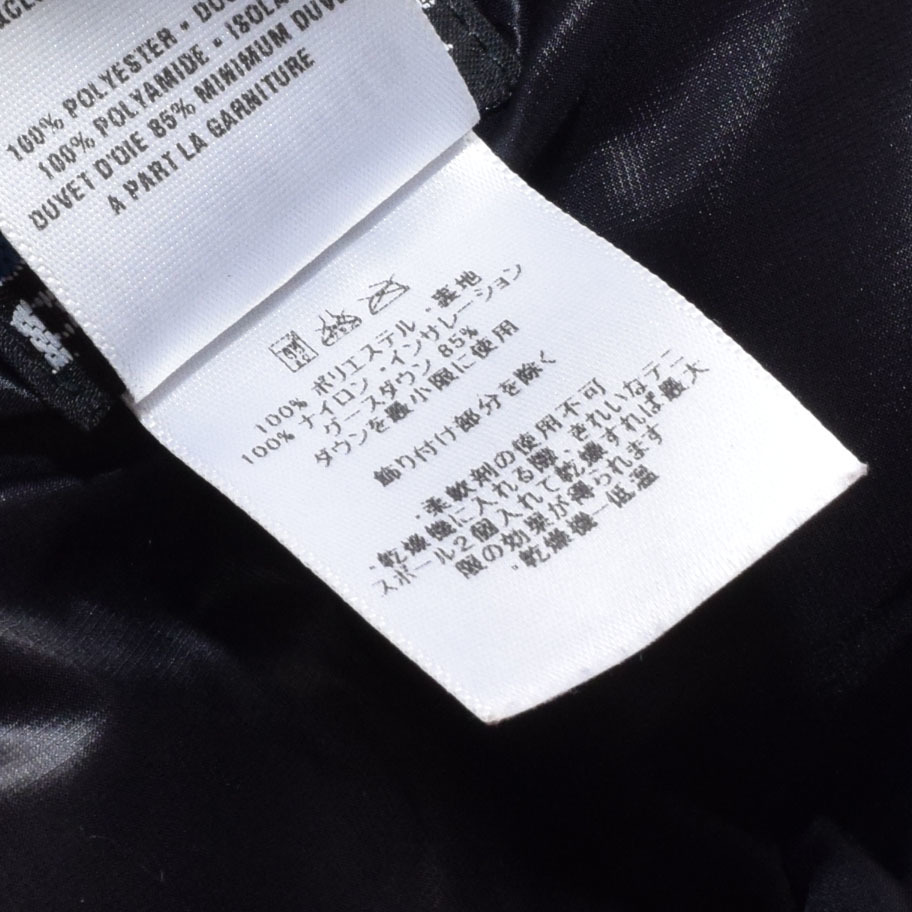 100% POLYESTER • DOU
100% POLYAMIDE • ISOLA
DUVET D'OIE 85% MINIMUM DUVE
A PART LA GARNITURE
100% ポリエステル・裏地
100% ナイロン・インサレーション
グースダウン 85%
ダウンを最小限に使用
飾り付け部分を除く
・柔軟剤の使用不可
・乾燥機に入れる際、きれいなテニ
スボール2個入れて乾燥すれば最大
限の効果が得られます
・乾燥機一低温